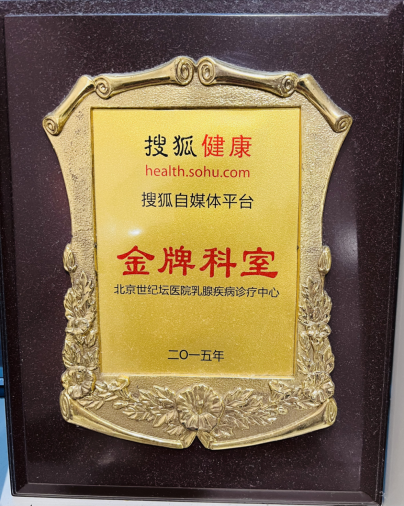 搜狐健康
health.sohu.com
搜狐自媒体平台
金牌科室
北京世纪坛医院乳腺疾病诊疗中心
二〇一五年